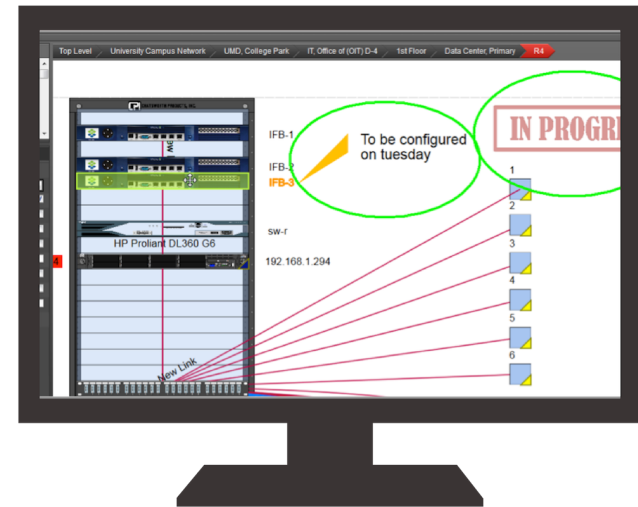 Top Level University Campus Network UMD, College Park IT, Office of (OIT) D-4 1st Floor Data Center, Primary R4
IFB-1
To be configured
on tuesday
IN PROGR
IFB-2
IFB-3
1
2
sw-r
HP Proliant DL360 G6
3
4
192.168.1.294
4
5
6
New Link